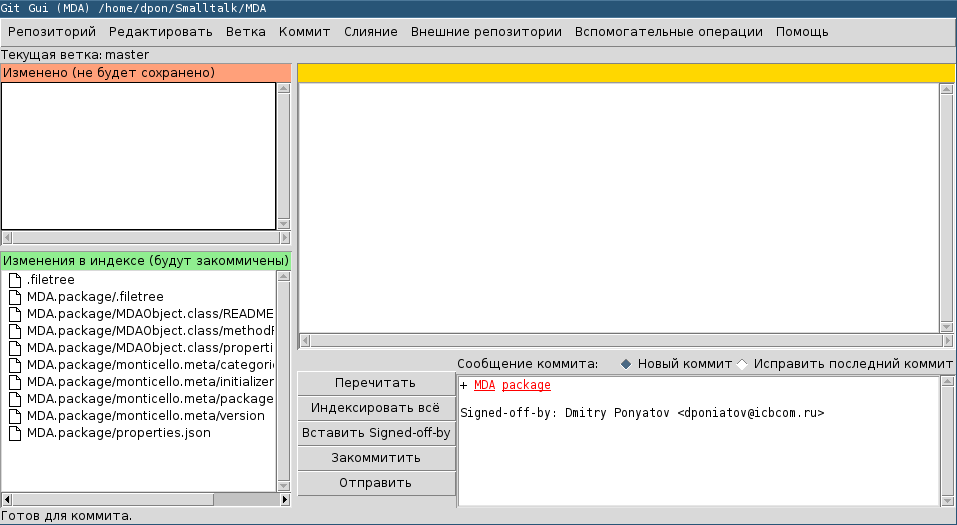 Git Gui (MDA) /home/dpon/Smalltalk/MDA
Репозиторий Редактировать Ветка Коммит Слияние Внешние репозитории Вспомогательные операции Помощь
Текущая ветка: master
Изменено (не будет сохранено)
Изменения в индексе (будут закоммичены)
.filetree
MDA.package/.filetree
MDA.package/MDAObject.class/README
MDA.package/MDAObject.class/method
MDA.package/MDAObject.class/properti
MDA.package/monticello.meta/categori
MDA.package/monticello.meta/initializer
MDA.package/monticello.meta/package
MDA.package/monticello.meta/version
MDA.package/properties.json
Сообщение коммита: Новый коммит Исправить последний коммит
Перечитать
Индексировать всё
Вставить Signed-off-by
Закоммитить
Отправить
+ MDA package
Signed-off-by: Dmitry Ponyatov <dponiatov@icbcom.ru>
Готов для коммита.